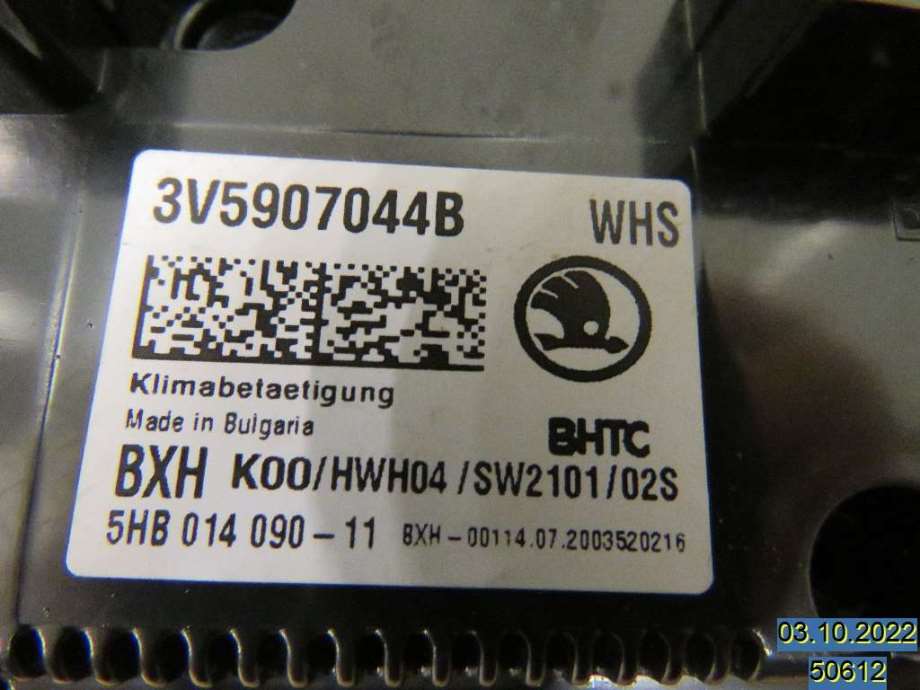 3V5907044B WHS
Klimabetaetigung
Made in Bulgaria
BHTC
BXH K00/HWH04/SW2101/02S
5HB 014 090-11 BXH-00114.07.2003520216
03.10.2022
50612